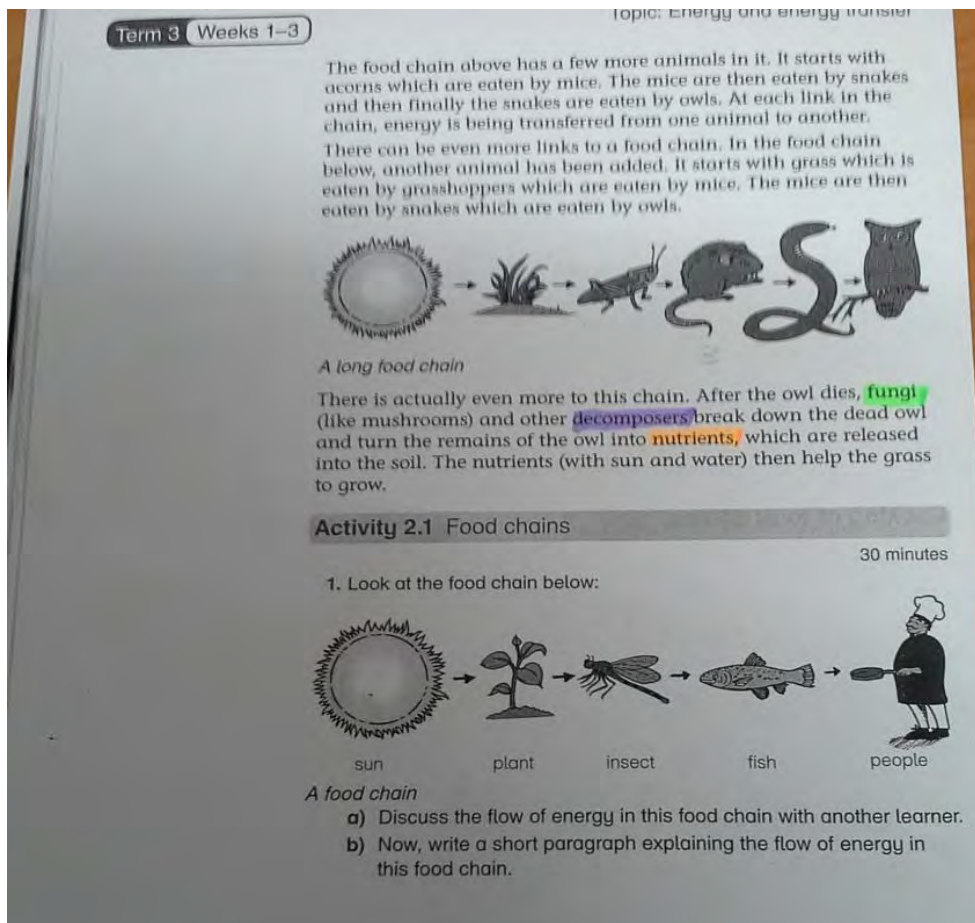 Topic: Energy and energy transfer
Term 3 Weeks 1–3
The food chain above has a few more animals in it. It starts with
acorns which are eaten by mice. The mice are then eaten by snakes
and then finally the snakes are eaten by owls. At each link in the
chain, energy is being transferred from one animal to another.
There can be even more links to a food chain. In the food chain
below, another animal has been added. It starts with grass which is
eaten by grasshoppers which are eaten by mice. The mice are then
eaten by snakes which are eaten by owls.
A long food chain
There is actually even more to this chain. After the owl dies, fungi
(like mushrooms) and other decomposers break down the dead owl
and turn the remains of the owl into nutrients, which are released
into the soil. The nutrients (with sun and water) then help the grass
to grow.
Activity 2.1 Food chains
30 minutes
1. Look at the food chain below:
sun plant insect fish people
A food chain
a) Discuss the flow of energy in this food chain with another learner.
b) Now, write a short paragraph explaining the flow of energy in
this food chain.